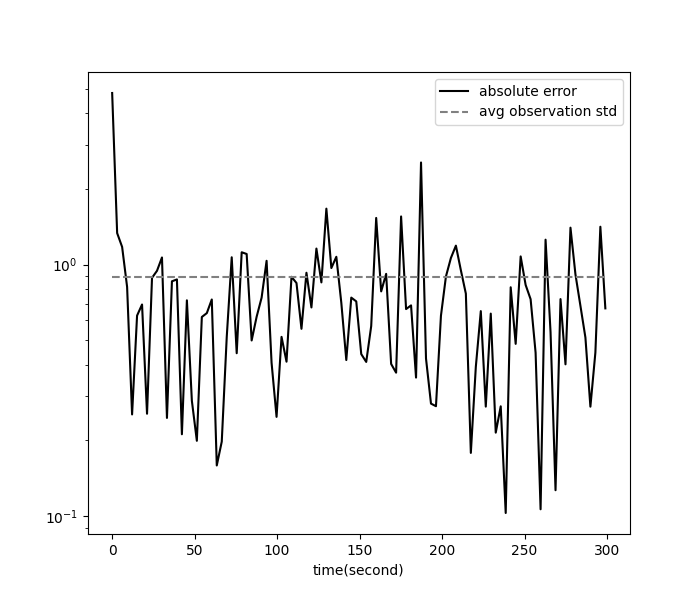 absolute error
avg observation std
10⁰
10⁻¹
0 50 100 150 200 250 300
time(second)